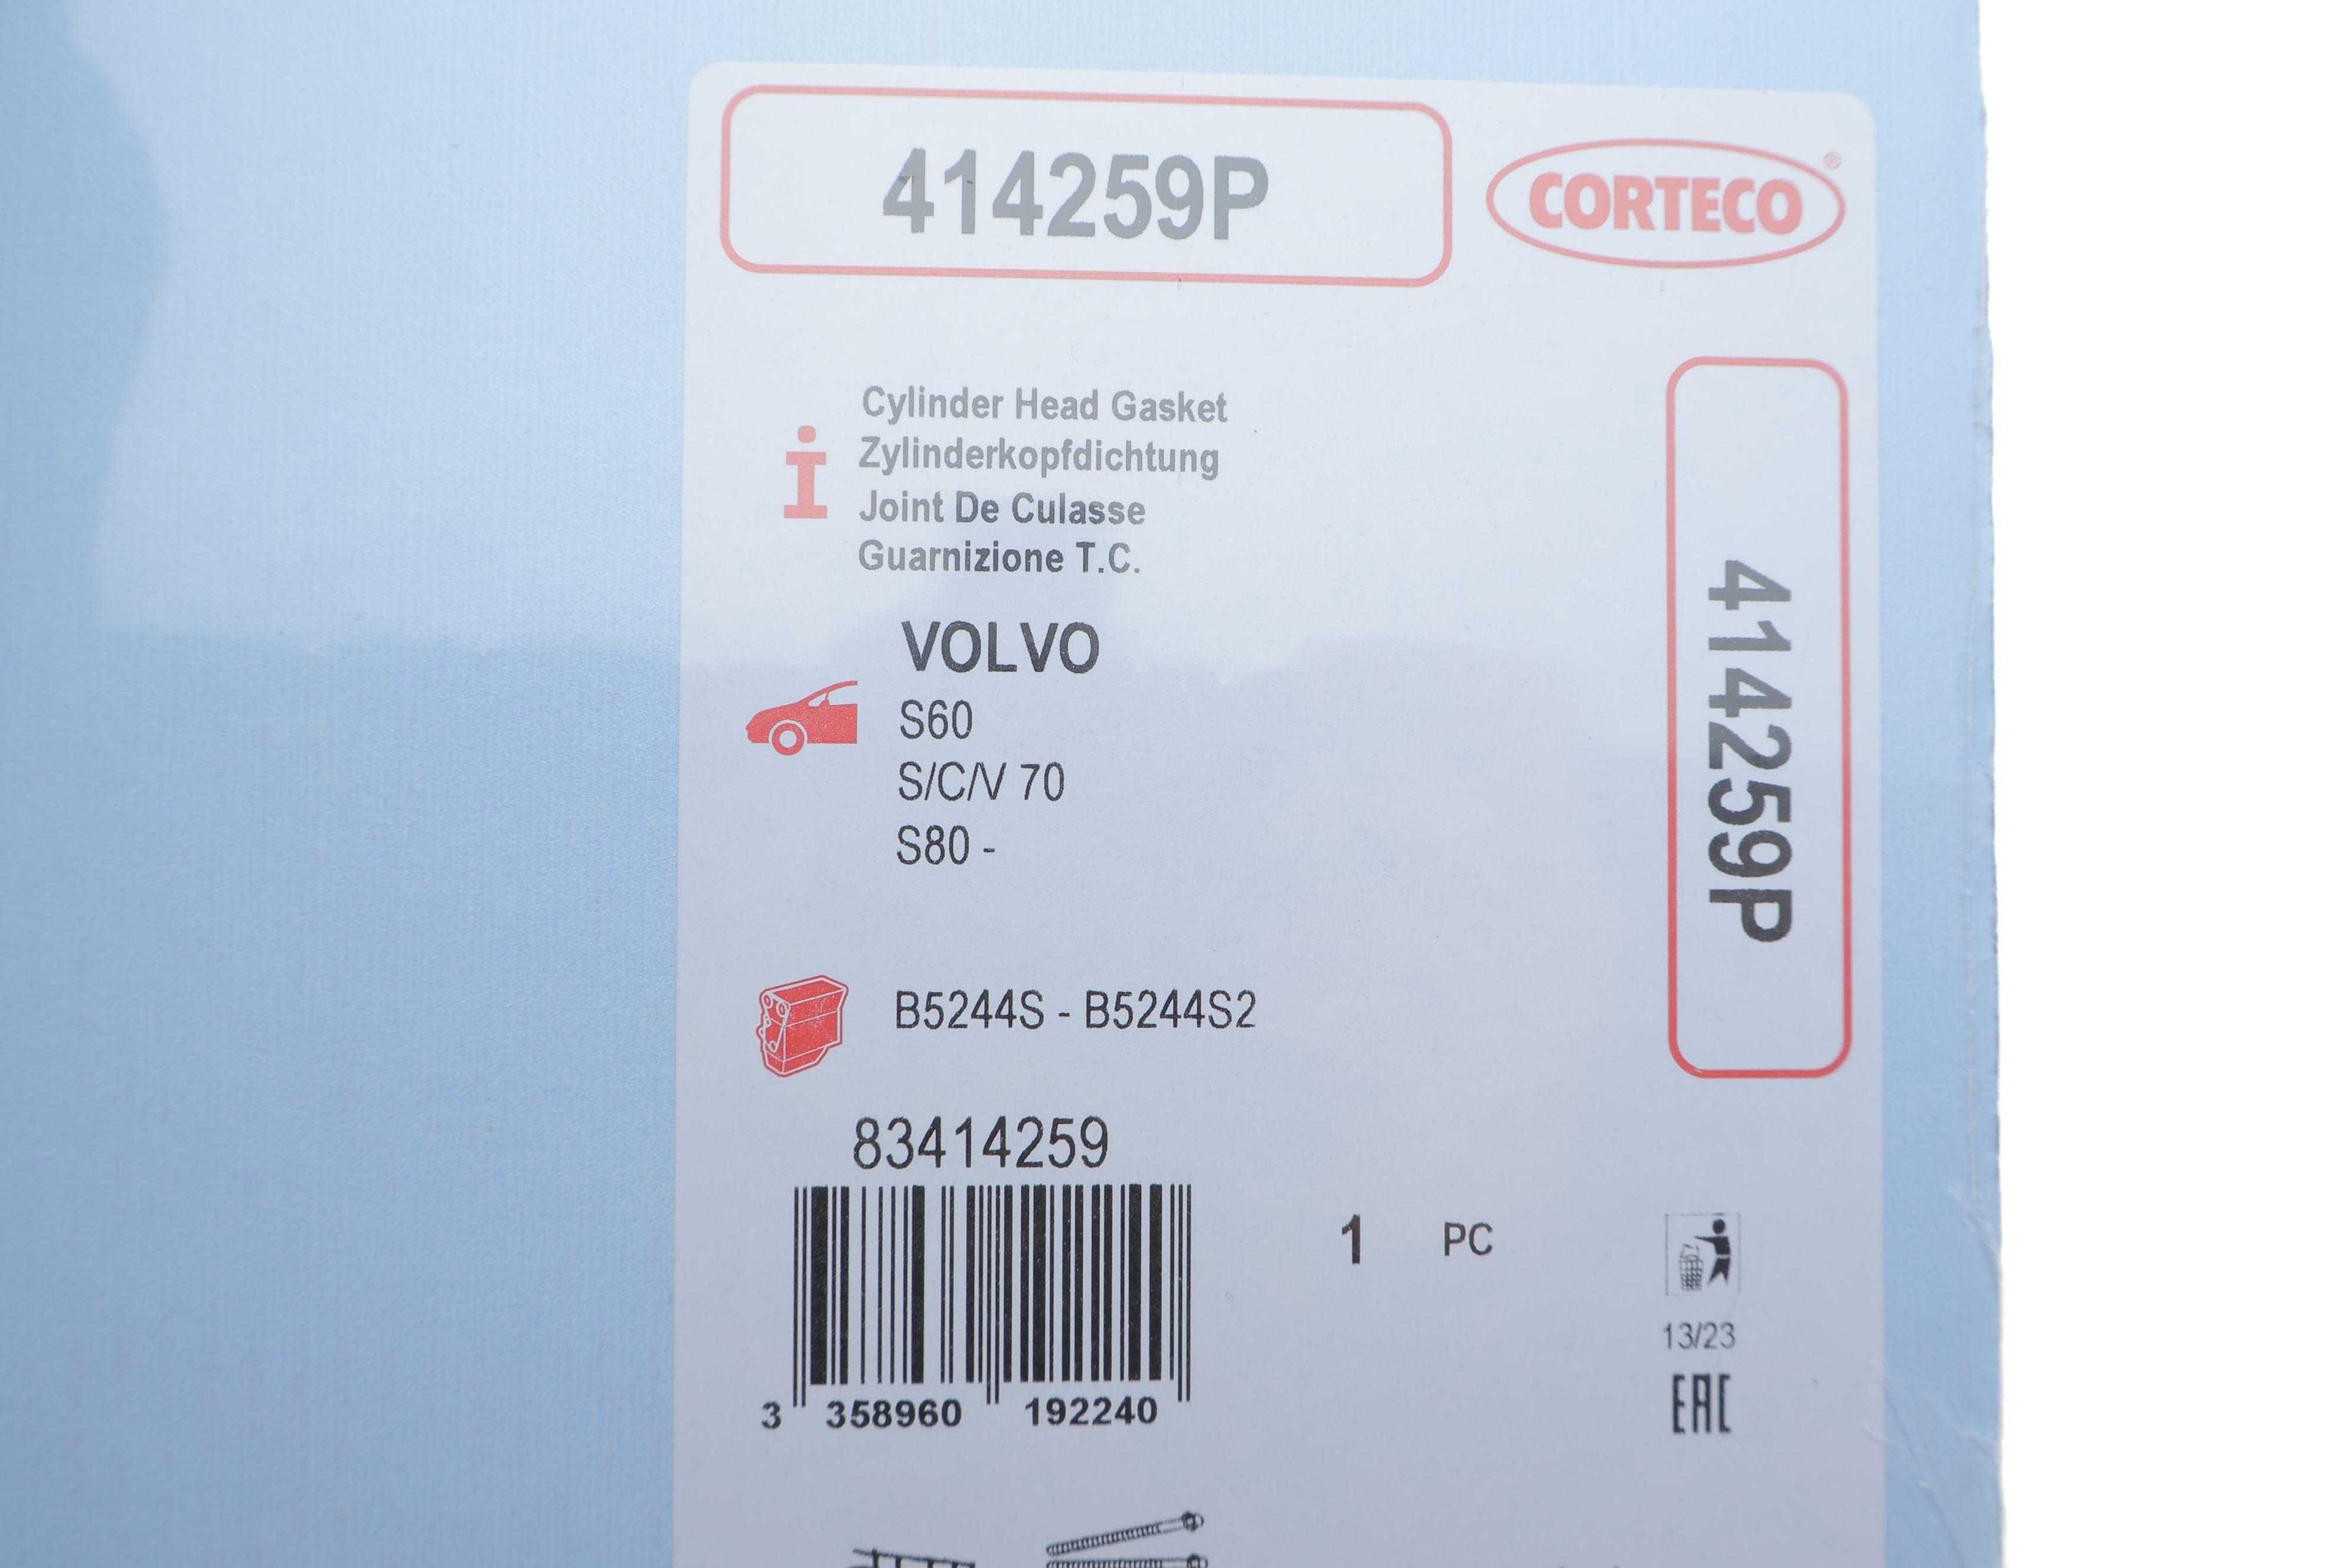 414259P
CORTECO®
Cylinder Head Gasket
Zylinderkopfdichtung
Joint De Culasse
Guarnizione T.C.
414259P
VOLVO
S60
S/C/V 70
S80 -
B5244S - B5244S2
83414259
1 PC
13/23
EAC
3 358960 192240